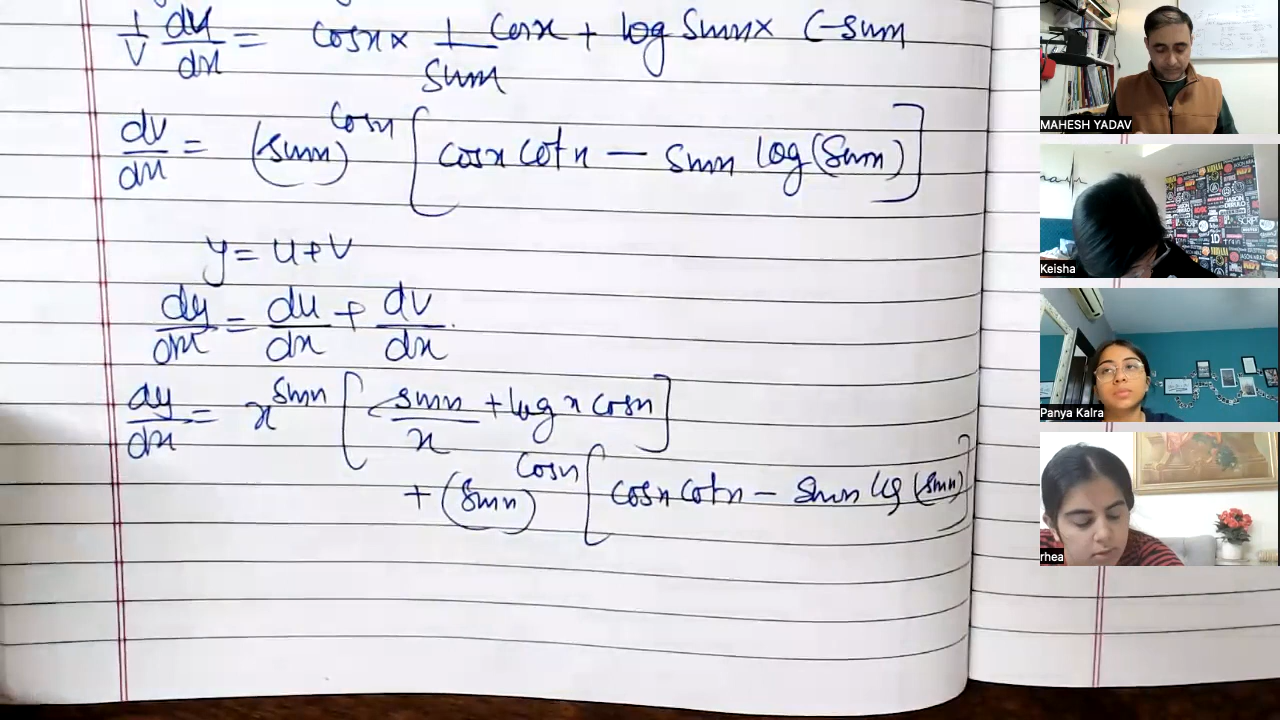 1/V dy/dx = cosx × 1/sinx cosx + log sinx × (-sinx
dv/dx = (sinx)^cosx [cosx cotx - sinx log(sinx)]
y = u+v
dy/dx = du/dx + dv/dx.
dy/dx = x^sinx [sinx/x + log x cosx]
+ (sinx)^cosx [cosx cotx - sinx log(sinx)]
MAHESH YADAV
Keisha
Panya Kalra
rhea